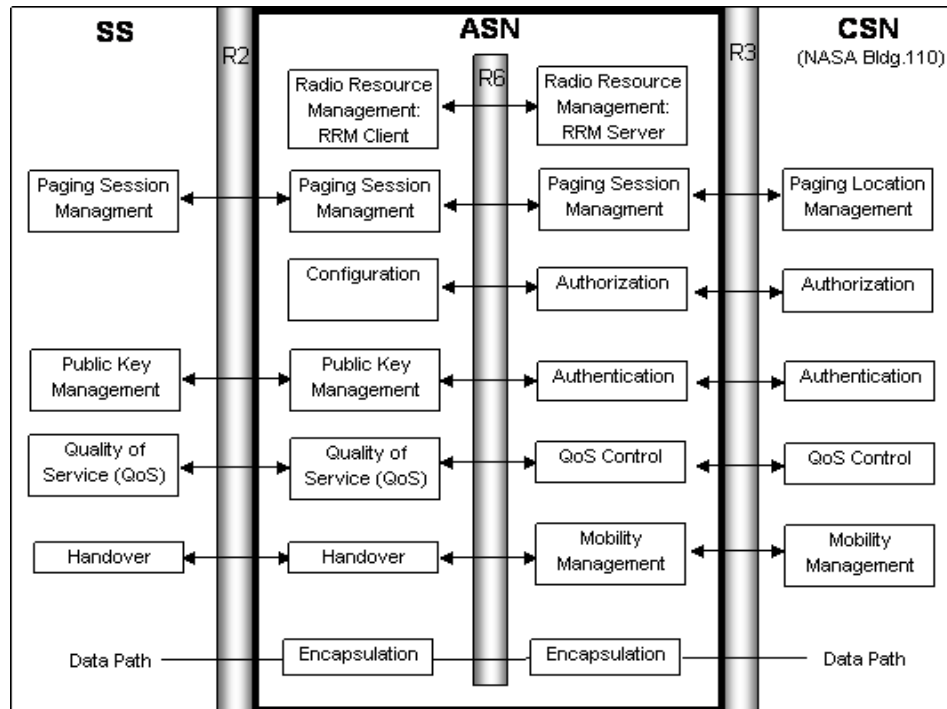 SS
R2
ASN
R6
R3
CSN
(NASA Bldg.110)
Radio Resource
Management:
RRM Client
Radio Resource
Management:
RRM Server
Paging Session
Managment
Paging Session
Managment
Paging Session
Managment
Paging Location
Management
Configuration
Authorization
Authorization
Public Key
Management
Public Key
Management
Authentication
Authentication
Quality of
Service (QoS)
Quality of
Service (QoS)
QoS Control
QoS Control
Handover
Handover
Mobility
Management
Mobility
Management
Data Path
Encapsulation
Encapsulation
Data Path